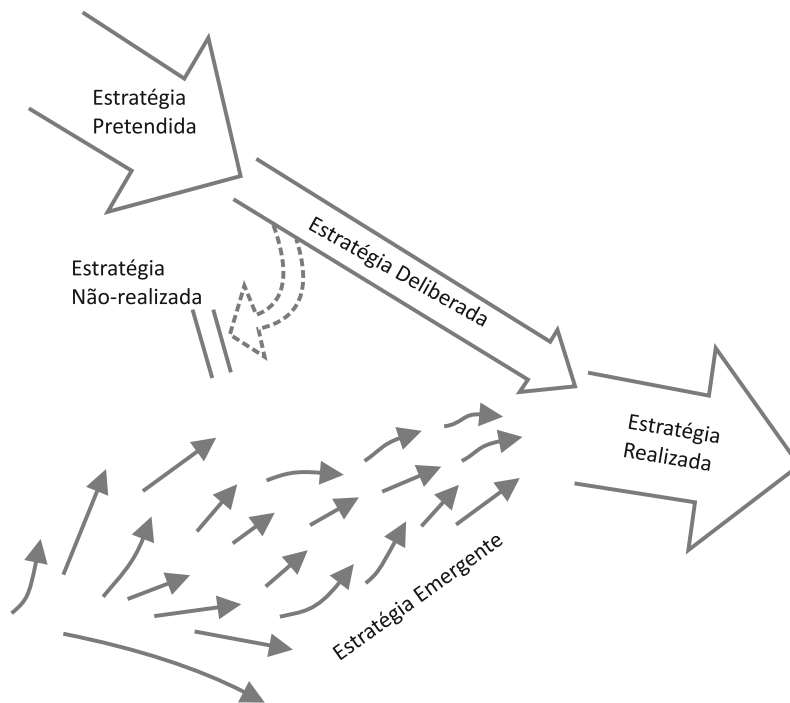 Estratégia
Pretendida
Estratégia Deliberada
Estratégia
Não-realizada
Estratégia
Realizada
Estratégia Emergente